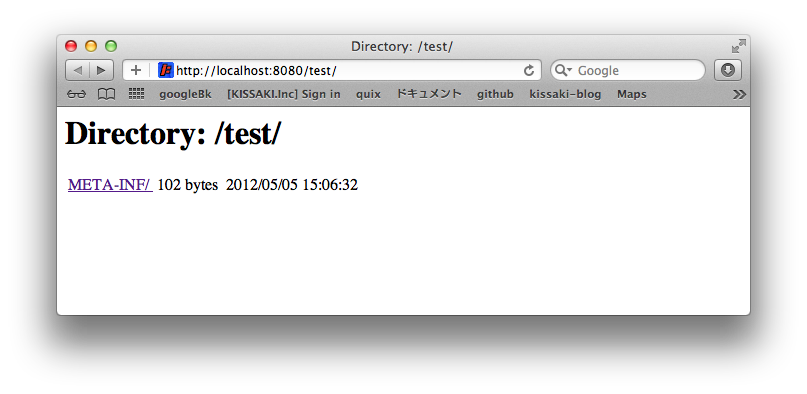 Directory: /test/
http://localhost:8080/test/
Google
googleBk [KISSAKI.Inc] Sign in quix ドキュメント github kissaki-blog Maps
Directory: /test/
META-INF/ 102 bytes 2012/05/05 15:06:32